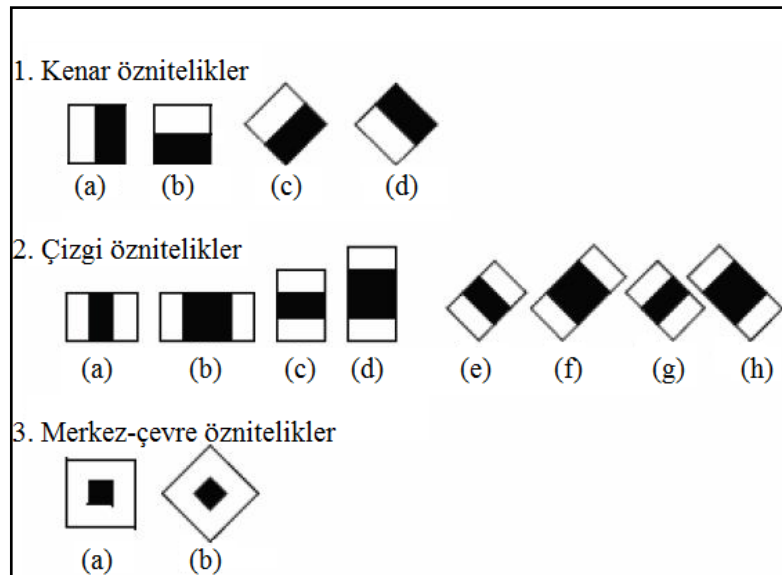 1. Kenar öznitelikler
(a) (b) (c) (d)
2. Çizgi öznitelikler
(a) (b) (c) (d) (e) (f) (g) (h)
3. Merkez-çevre öznitelikler
(a) (b)